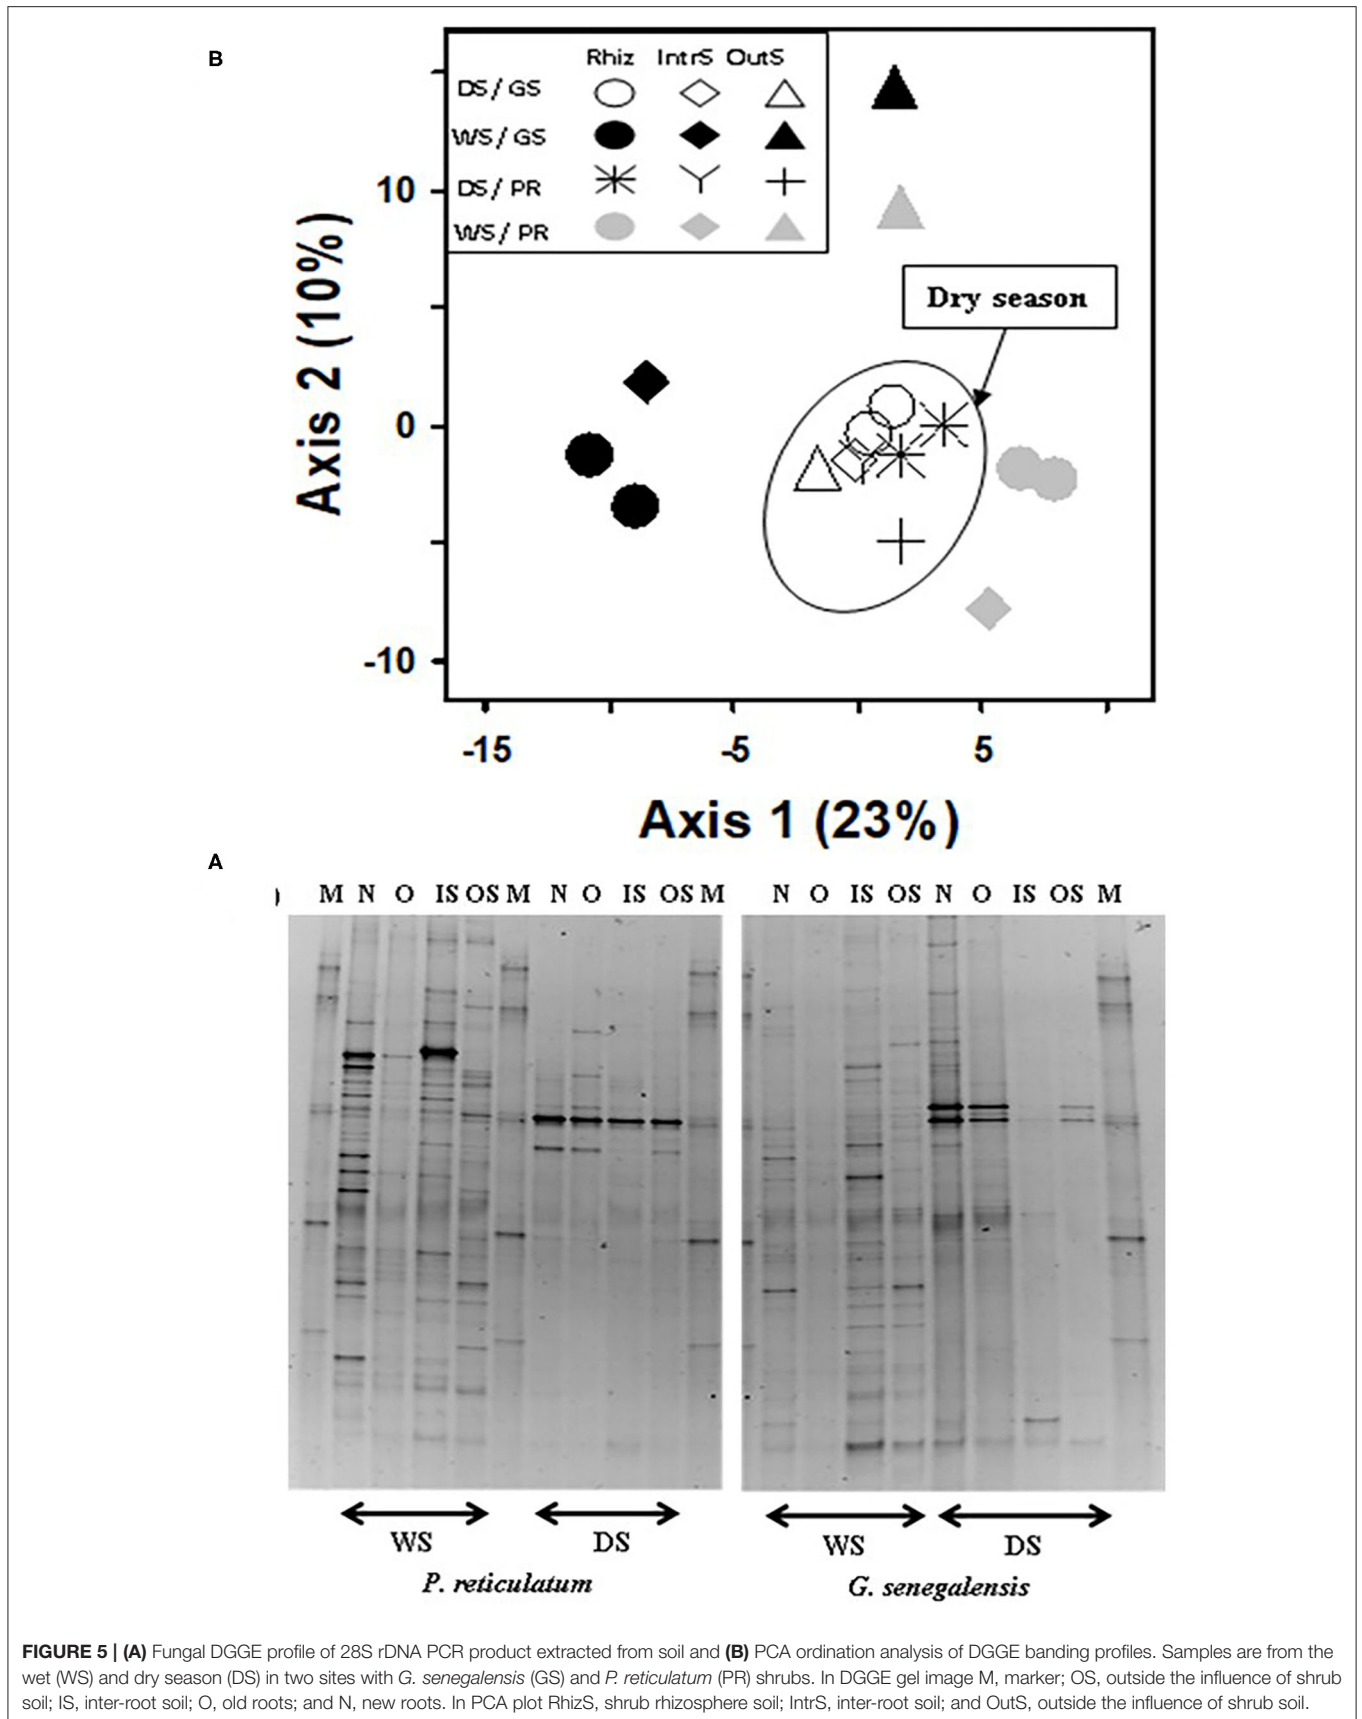 B
Rhiz IntrS OutS
DS / GS
WS / GS
DS / PR
WS / PR
10
0
-10
Axis 2 (10%)
Dry season
-15 -5 5
Axis 1 (23%)
A
) M N O IS OS M N O IS OS M N O IS OS N O IS OS M
WS DS WS DS
P. reticulatum G. senegalensis
FIGURE 5 | (A) Fungal DGGE profile of 28S rDNA PCR product extracted from soil and (B) PCA ordination analysis of DGGE banding profiles. Samples are from the
wet (WS) and dry season (DS) in two sites with G. senegalensis (GS) and P. reticulatum (PR) shrubs. In DGGE gel image M, marker; OS, outside the influence of shrub
soil; IS, inter-root soil; O, old roots; and N, new roots. In PCA plot RhizS, shrub rhizosphere soil; IntrS, inter-root soil; and OutS, outside the influence of shrub soil.